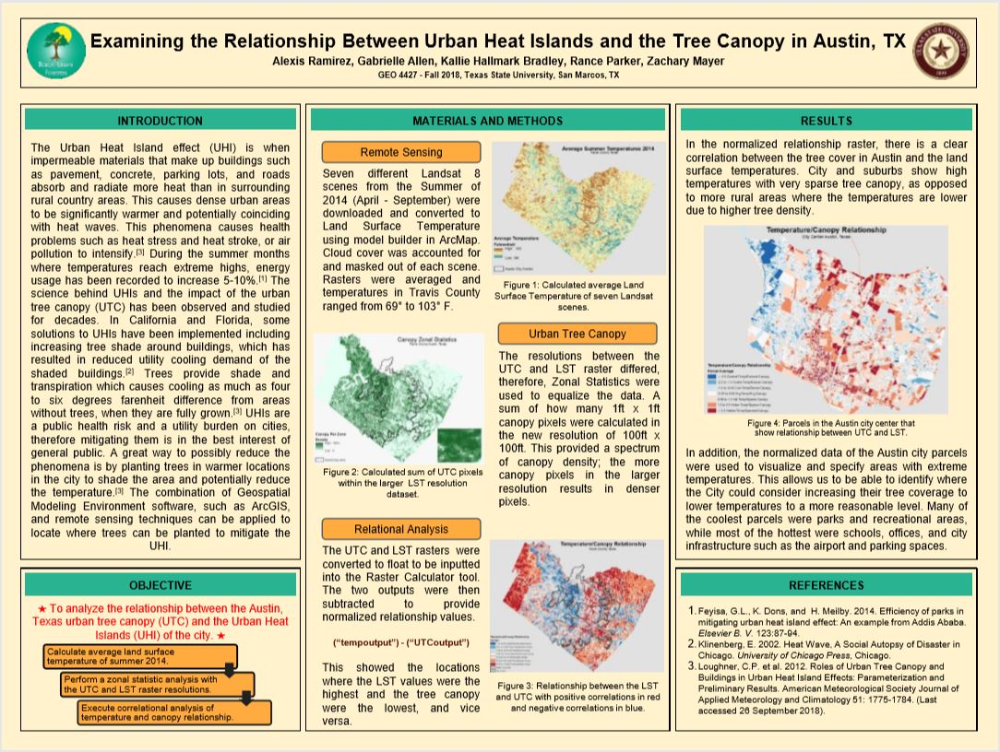 Examining the Relationship Between Urban Heat Islands and the Tree Canopy in Austin, TX
Alexis Ramirez, Gabrielle Allen, Kallie Hallmark Bradley, Rance Parker, Zachary Mayer
GEO 4427 - Fall 2018, Texas State University, San Marcos, TX
INTRODUCTION
The Urban Heat Island effect (UHI) is when
impermeable materials that make up buildings such
as pavement, concrete, parking lots, and roads
absorb and radiate more heat than in surrounding
rural country areas. This causes dense urban areas
to be significantly warmer and potentially coinciding
with heat waves. This phenomena causes health
problems such as heat stress and heat stroke, or air
pollution to intensify.[3] During the summer months
where temperatures reach extreme highs, energy
usage has been recorded to increase 5-10%.[1] The
science behind UHIs and the impact of the urban
tree canopy (UTC) has been observed and studied
for decades. In California and Florida, some
solutions to UHIs have been implemented including
increasing tree shade around buildings, which has
resulted in reduced utility cooling demand of the
shaded buildings.[2] Trees provide shade and
transpiration which causes cooling as much as four
to six degrees farenheit difference from areas
without trees, when they are fully grown.[3] UHIs are
a public health risk and a utility burden on cities,
therefore mitigating them is in the best interest of
general public. A great way to possibly reduce the
phenomena is by planting trees in warmer locations
in the city to shade the area and potentially reduce
the temperature.[3] The combination of Geospatial
Modeling Environment software, such as ArcGIS,
and remote sensing techniques can be applied to
locate where trees can be planted to mitigate the
UHI.
OBJECTIVE
★ To analyze the relationship between the Austin,
Texas urban tree canopy (UTC) and the Urban Heat
Islands (UHI) of the city. ★
Calculate average land surface
temperature of summer 2014.
Perform a zonal statistic analysis with
the UTC and LST raster resolutions.
Execute correlational analysis of
temperature and canopy relationship.
MATERIALS AND METHODS
Remote Sensing
Seven different Landsat 8
scenes from the Summer of
2014 (April - September) were
downloaded and converted to
Land Surface Temperature
using model builder in ArcMap.
Cloud cover was accounted for
and masked out of each scene.
Rasters were averaged and
temperatures in Travis County
ranged from 69° to 103° F.
Average Summer Temperatures 2014
Figure 1: Calculated average Land
Surface Temperature of seven Landsat
scenes.
Canopy Zonal Statistics
Figure 2: Calculated sum of UTC pixels
within the larger LST resolution
dataset.
Urban Tree Canopy
The resolutions between the
UTC and LST raster differed,
therefore, Zonal Statistics were
used to equalize the data. A
sum of how many 1ft x 1ft
canopy pixels were calculated in
the new resolution of 100ft x
100ft. This provided a spectrum
of canopy density; the more
canopy pixels in the larger
resolution results in denser
pixels.
Relational Analysis
The UTC and LST rasters were
converted to float to be inputted
into the Raster Calculator tool.
The two outputs were then
subtracted to provide
normalized relationship values.
("tempoutput") - ("UTCoutput")
This showed the locations
where the LST values were the
highest and the tree canopy
were the lowest, and vice
versa.
Temperature/Canopy Relationship
Figure 3: Relationship between the LST
and UTC with positive correlations in red
and negative correlations in blue.
RESULTS
In the normalized relationship raster, there is a clear
correlation between the tree cover in Austin and the land
surface temperatures. City and suburbs show high
temperatures with very sparse tree canopy, as opposed
to more rural areas where the temperatures are lower
due to higher tree density.
Temperature/Canopy Relationship
City Center Austin, Texas
Figure 4: Parcels in the Austin city center that
show relationship between UTC and LST.
In addition, the normalized data of the Austin city parcels
were used to visualize and specify areas with extreme
temperatures. This allows us to be able to identify where
the City could consider increasing their tree coverage to
lower temperatures to a more reasonable level. Many of
the coolest parcels were parks and recreational areas,
while most of the hottest were schools, offices, and city
infrastructure such as the airport and parking spaces.
REFERENCES
1. Feyisa, G.L., K. Dons, and H. Meilby. 2014. Efficiency of parks in
mitigating urban heat island effect: An example from Addis Ababa.
Elsevier B. V. 123:87-94.
2. Klinenberg, E. 2002. Heat Wave, A Social Autopsy of Disaster in
Chicago. University of Chicago Press, Chicago.
3. Loughner, C.P. et al. 2012. Roles of Urban Tree Canopy and
Buildings in Urban Heat Island Effects: Parameterization and
Preliminary Results. American Meteorological Society Journal of
Applied Meteorology and Climatology 51: 1775-1784. (Last
accessed 26 September 2018).